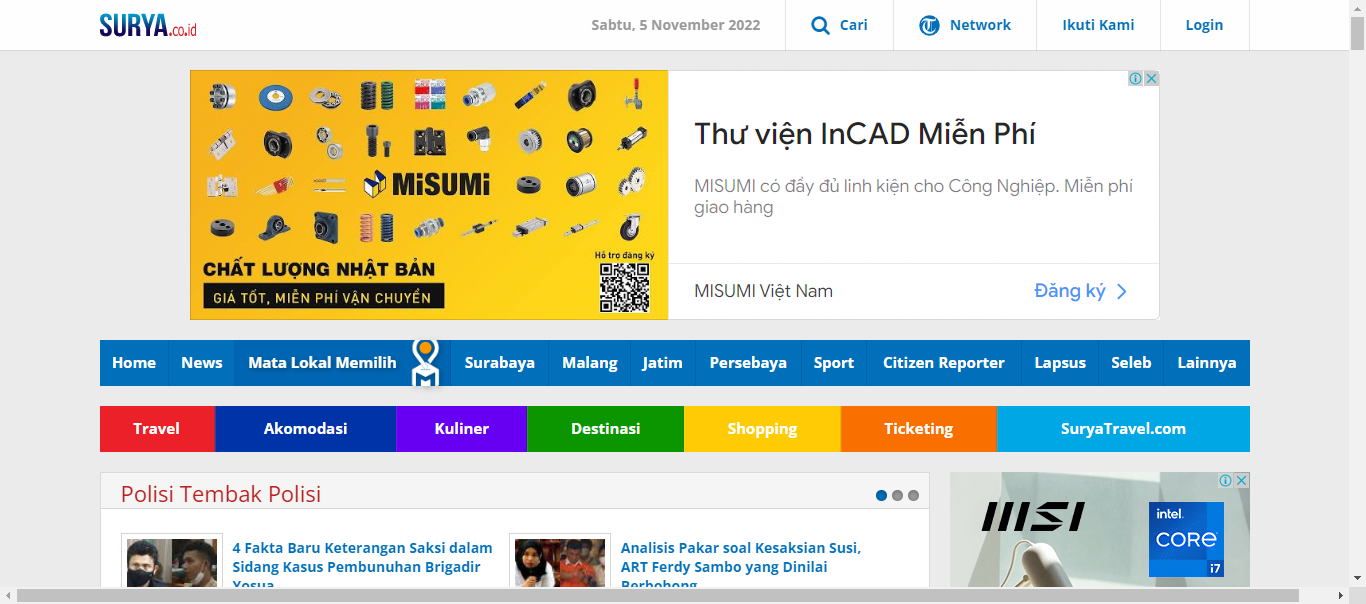 SURYA.co.id
Sabtu, 5 November 2022
Cari
Network
Ikuti Kami
Login
MiSUMi
CHẤT LƯỢNG NHẬT BẢN
GIÁ TỐT, MIỄN PHÍ VẬN CHUYỂN
Hỗ trợ đăng ký
Thư viện InCAD Miễn Phí
MISUMI có đầy đủ linh kiện cho Công Nghiệp. Miễn phí
giao hàng
MISUMI Việt Nam
Đăng ký
Home
News
Mata Lokal Memilih
Surabaya
Malang
Jatim
Persebaya
Sport
Citizen Reporter
Lapsus
Seleb
Lainnya
Travel
Akomodasi
Kuliner
Destinasi
Shopping
Ticketing
SuryaTravel.com
Polisi Tembak Polisi
4 Fakta Baru Keterangan Saksi dalam
Sidang Kasus Pembunuhan Brigadir
Yosua
Analisis Pakar soal Kesaksian Susi,
ART Ferdy Sambo yang Dinilai
Berbohong
msi
intel.
CORE
i7